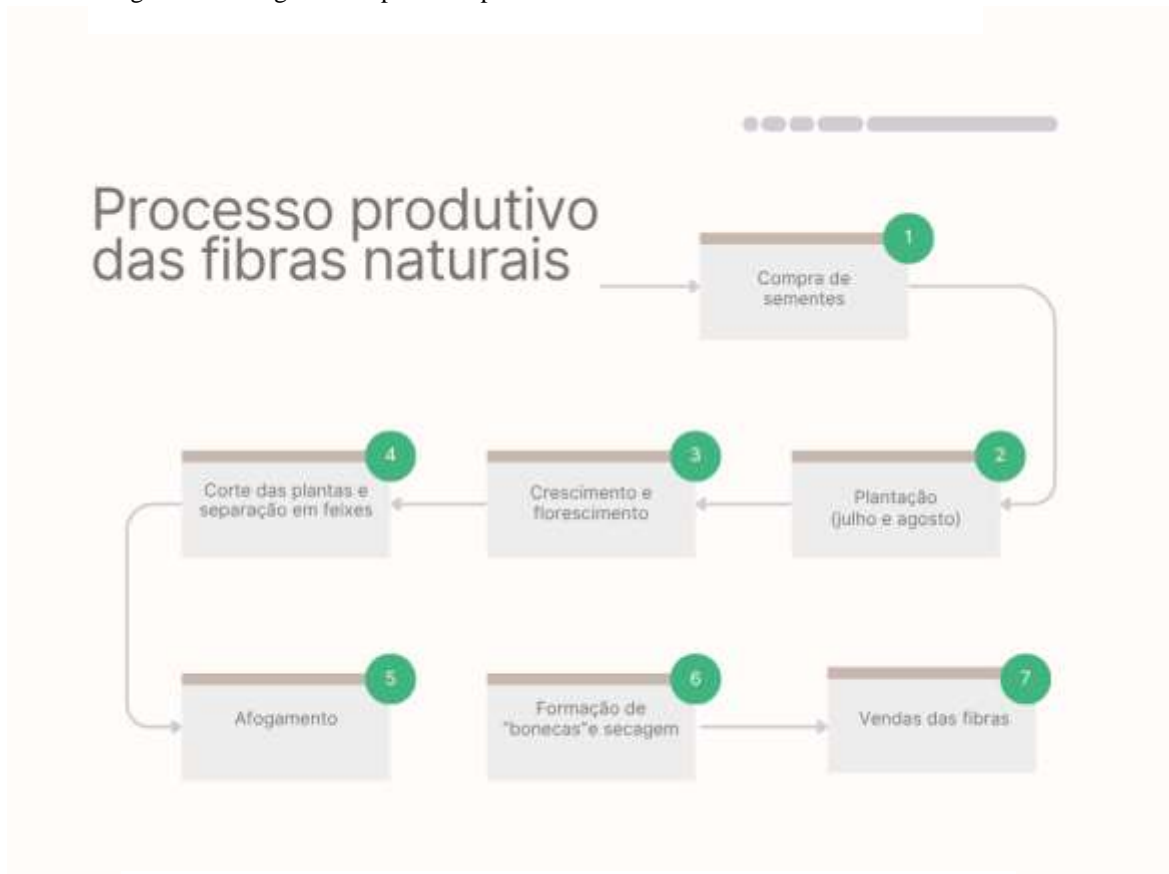 Processo produtivo
das fibras naturais
1
Compra de
sementes
2
Plantação
(julho e agosto)
3
Crescimento e
florescimento
4
Corte das plantas e
separação em feixes
5
Afogamento
6
Formação de
"bonecas"e secagem
7
Vendas das fibras